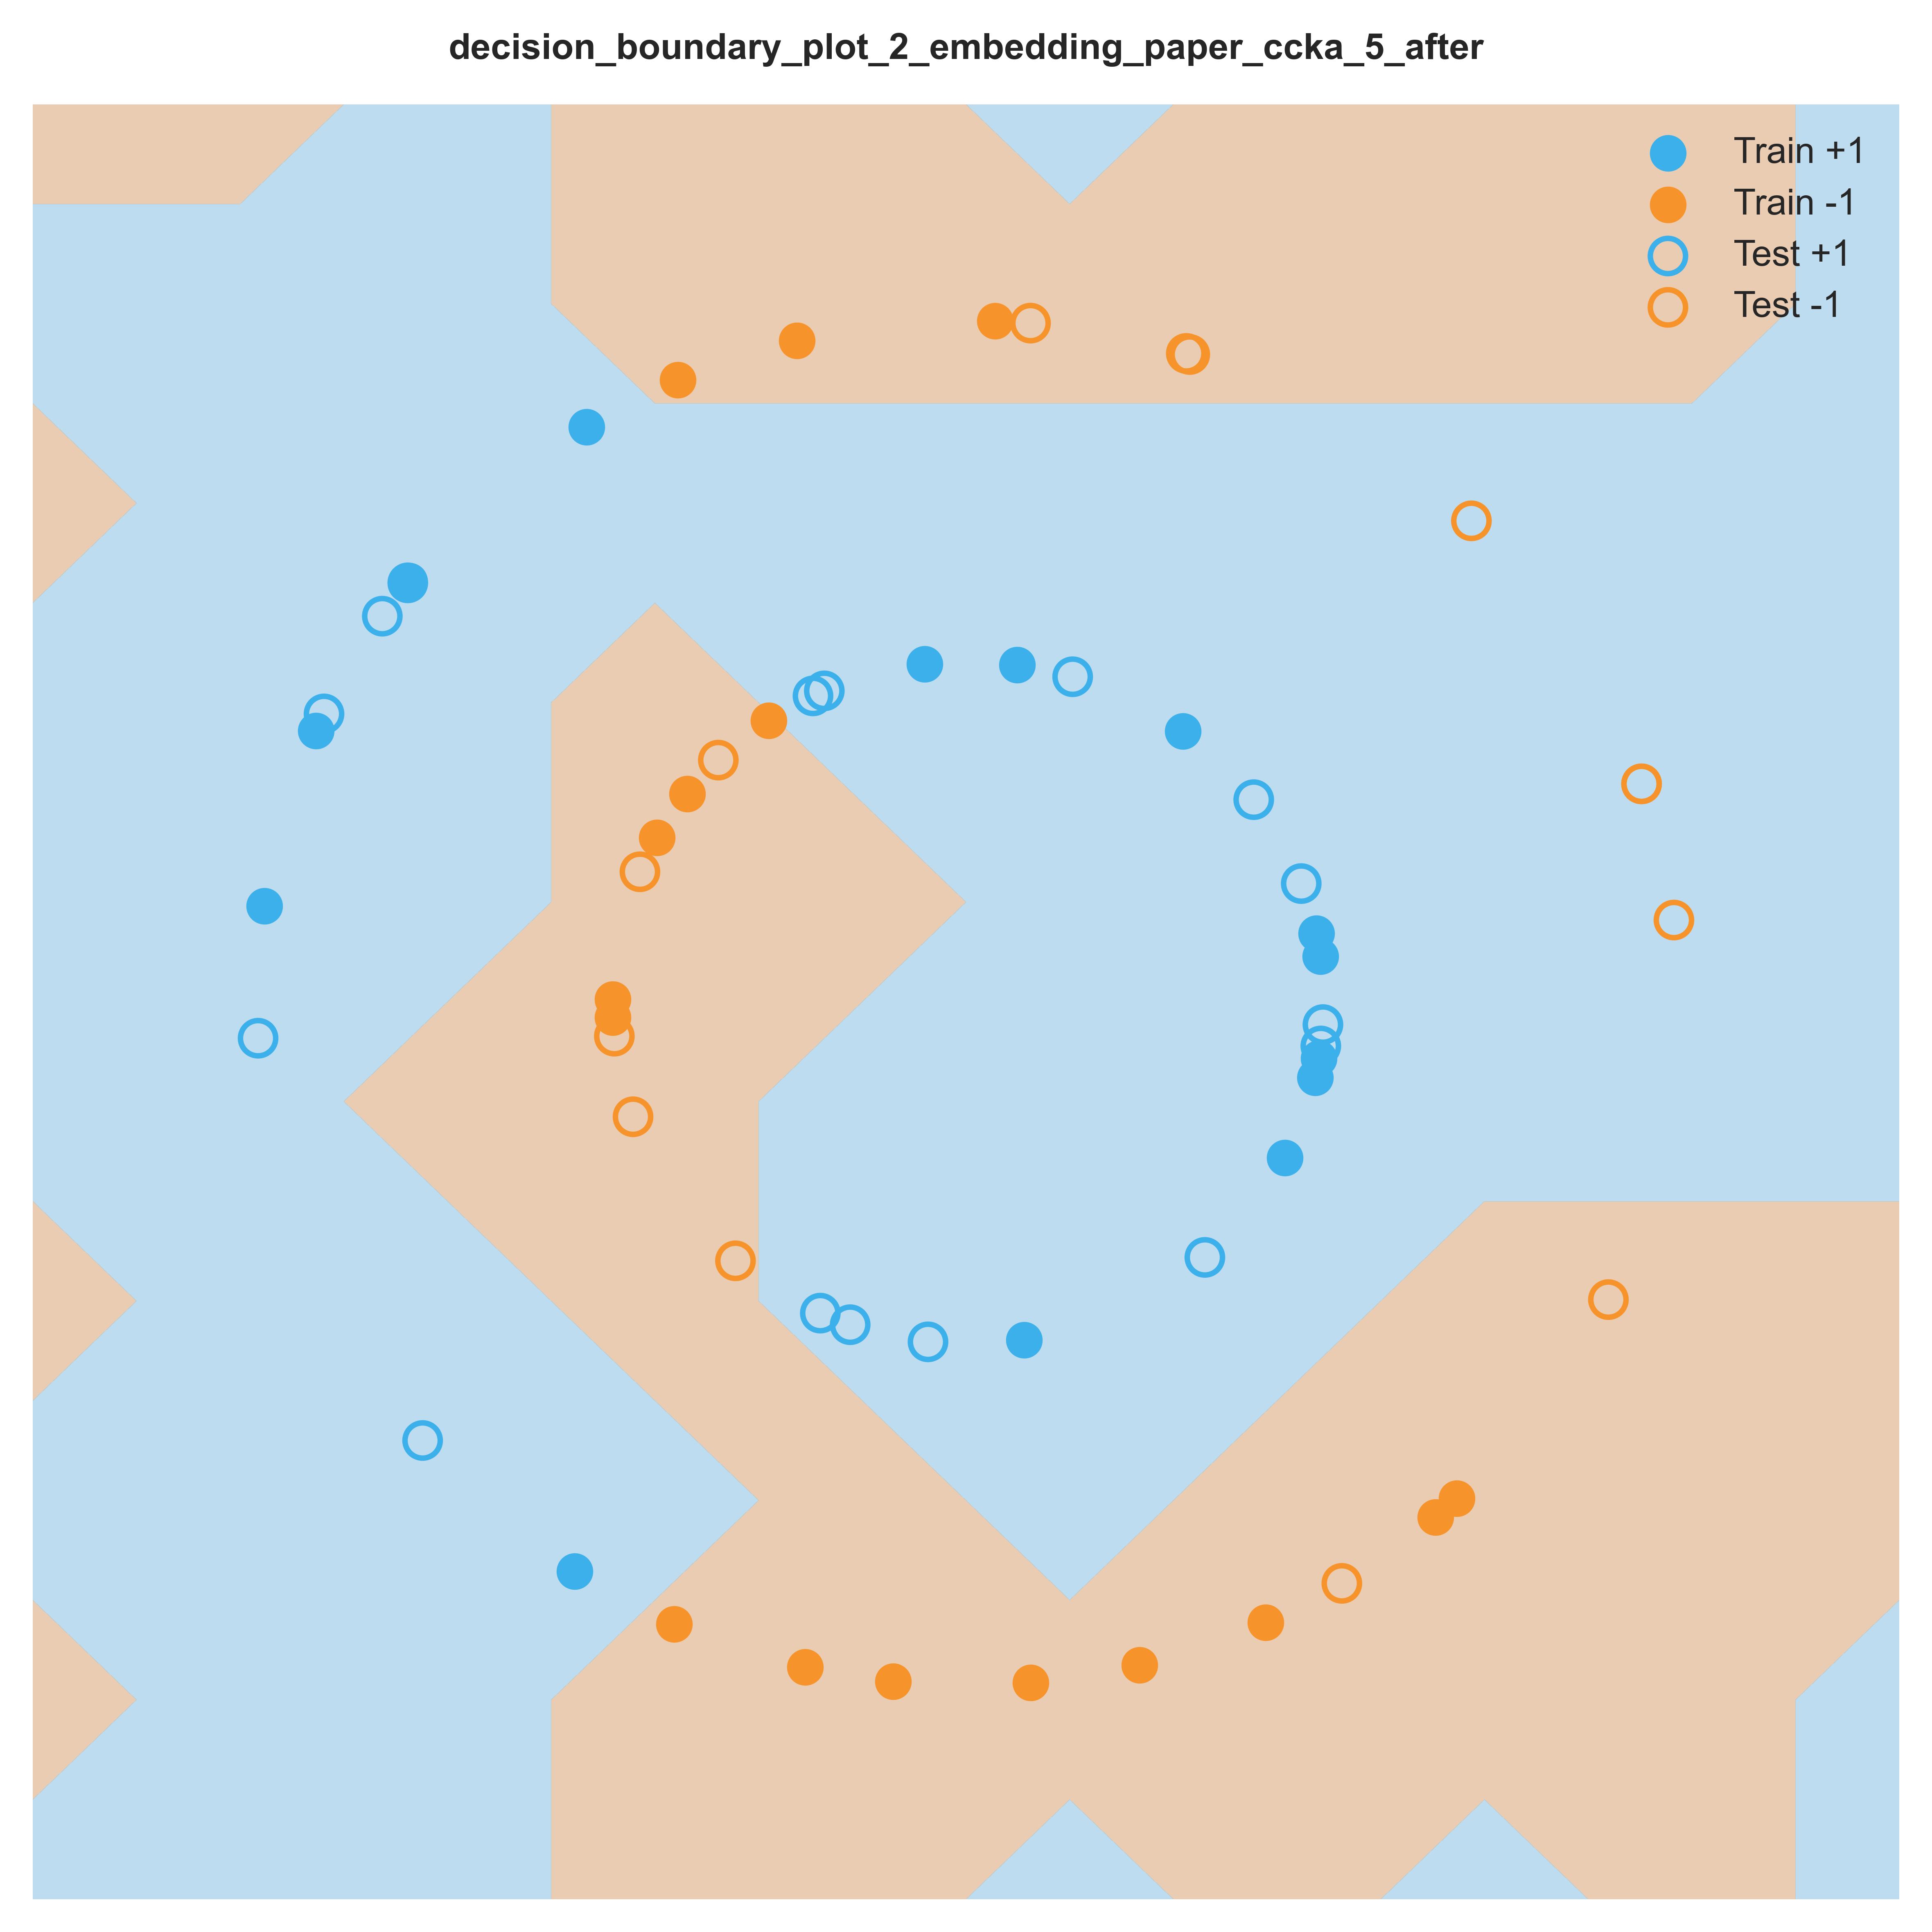 decision_boundary_plot_2_embedding_paper_ccka_5_after
Train +1
Train -1
Test +1
Test -1